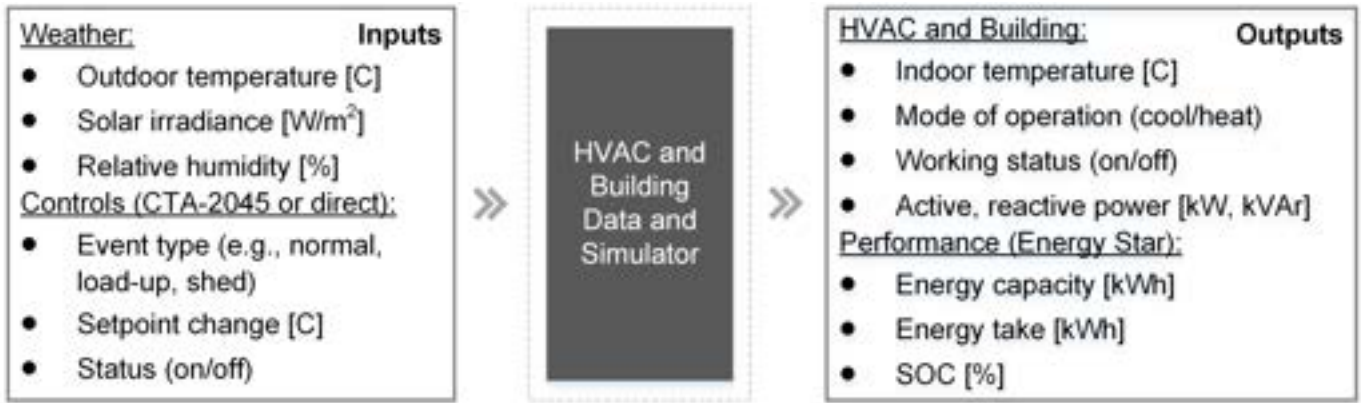 Weather: Inputs
● Outdoor temperature [C]
● Solar irradiance [W/m²]
● Relative humidity [%]
Controls (CTA-2045 or direct):
● Event type (e.g., normal,
load-up, shed)
● Setpoint change [C]
● Status (on/off)
HVAC and
Building
Data and
Simulator
HVAC and Building: Outputs
● Indoor temperature [C]
● Mode of operation (cool/heat)
● Working status (on/off)
● Active, reactive power [kW, kVAr]
Performance (Energy Star):
● Energy capacity [kWh]
● Energy take [kWh]
● SOC [%]